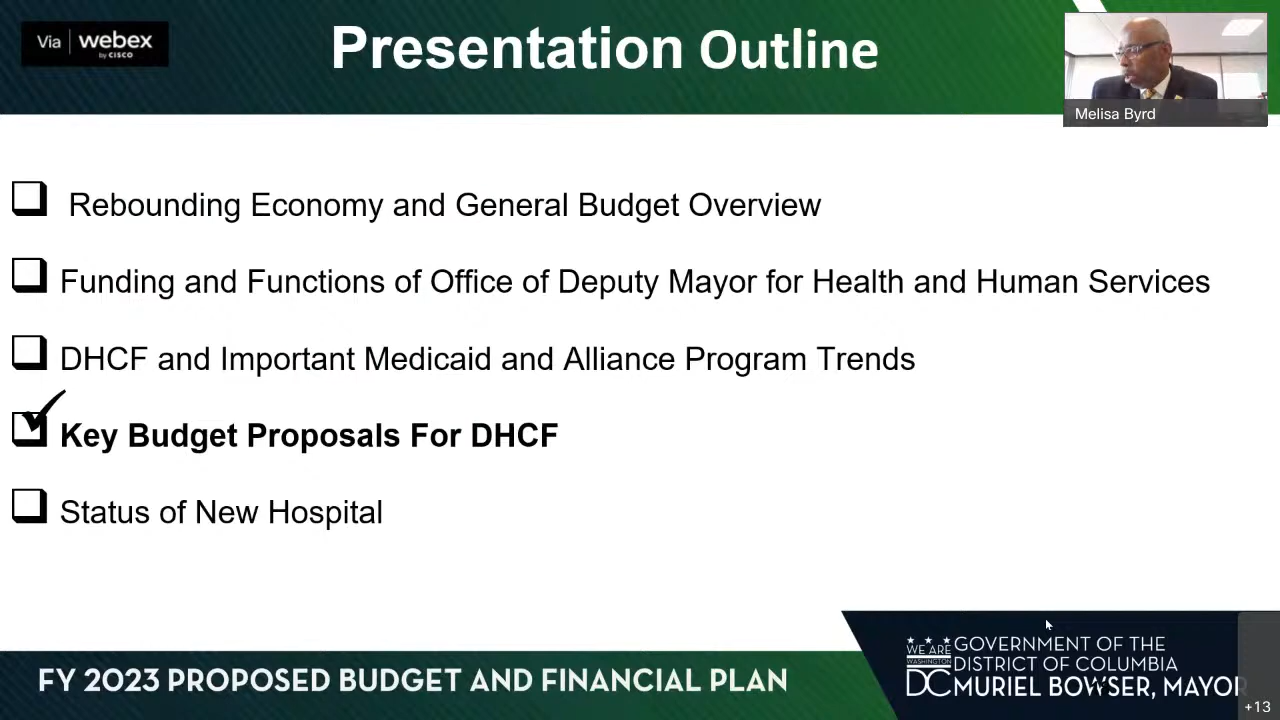 Via | webex
by CISCO
Presentation Outline
Melisa Byrd
Rebounding Economy and General Budget Overview
Funding and Functions of Office of Deputy Mayor for Health and Human Services
DHCF and Important Medicaid and Alliance Program Trends
Key Budget Proposals For DHCF
Status of New Hospital
FY 2023 PROPOSED BUDGET AND FINANCIAL PLAN
WE ARE
WASHINGTON
DC
GOVERNMENT OF THE
DISTRICT OF COLUMBIA
MURIEL BOWSER, MAYOR
+13